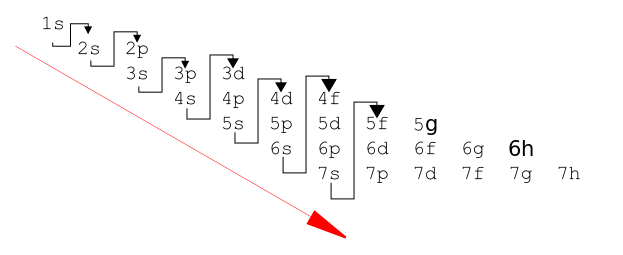 1s
2s 2p
3s 3p 3d
4s 4p 4d 4f
5s 5p 5d 5f 5g
6s 6p 6d 6f 6g 6h
7s 7p 7d 7f 7g 7h